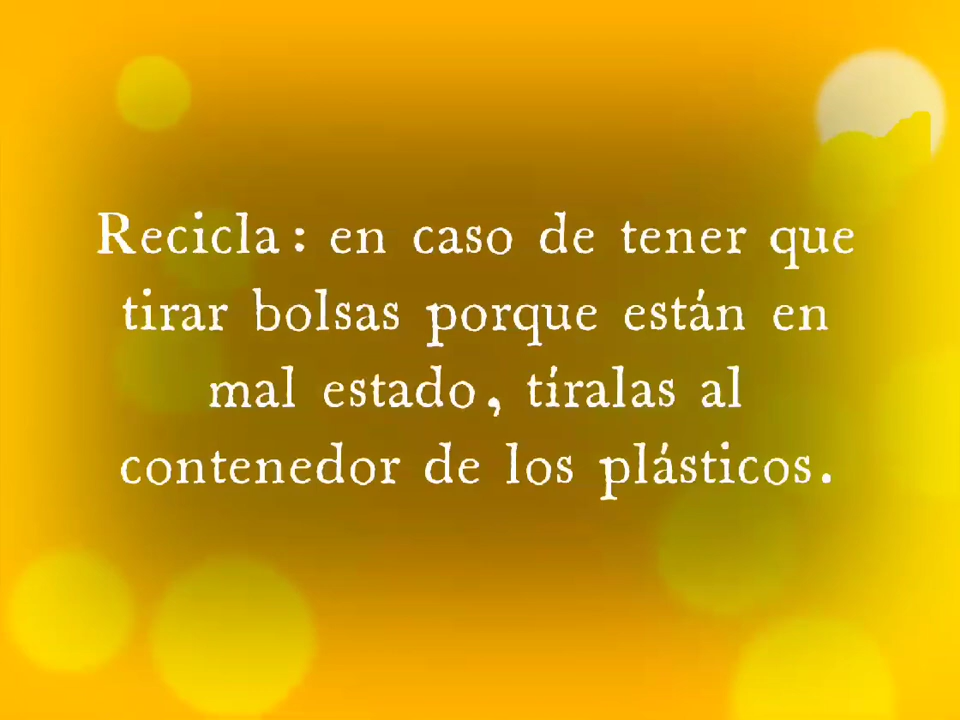 Recicla: en caso de tener que
tirar bolsas porque están en
mal estado, tíralas al
contenedor de los plásticos.